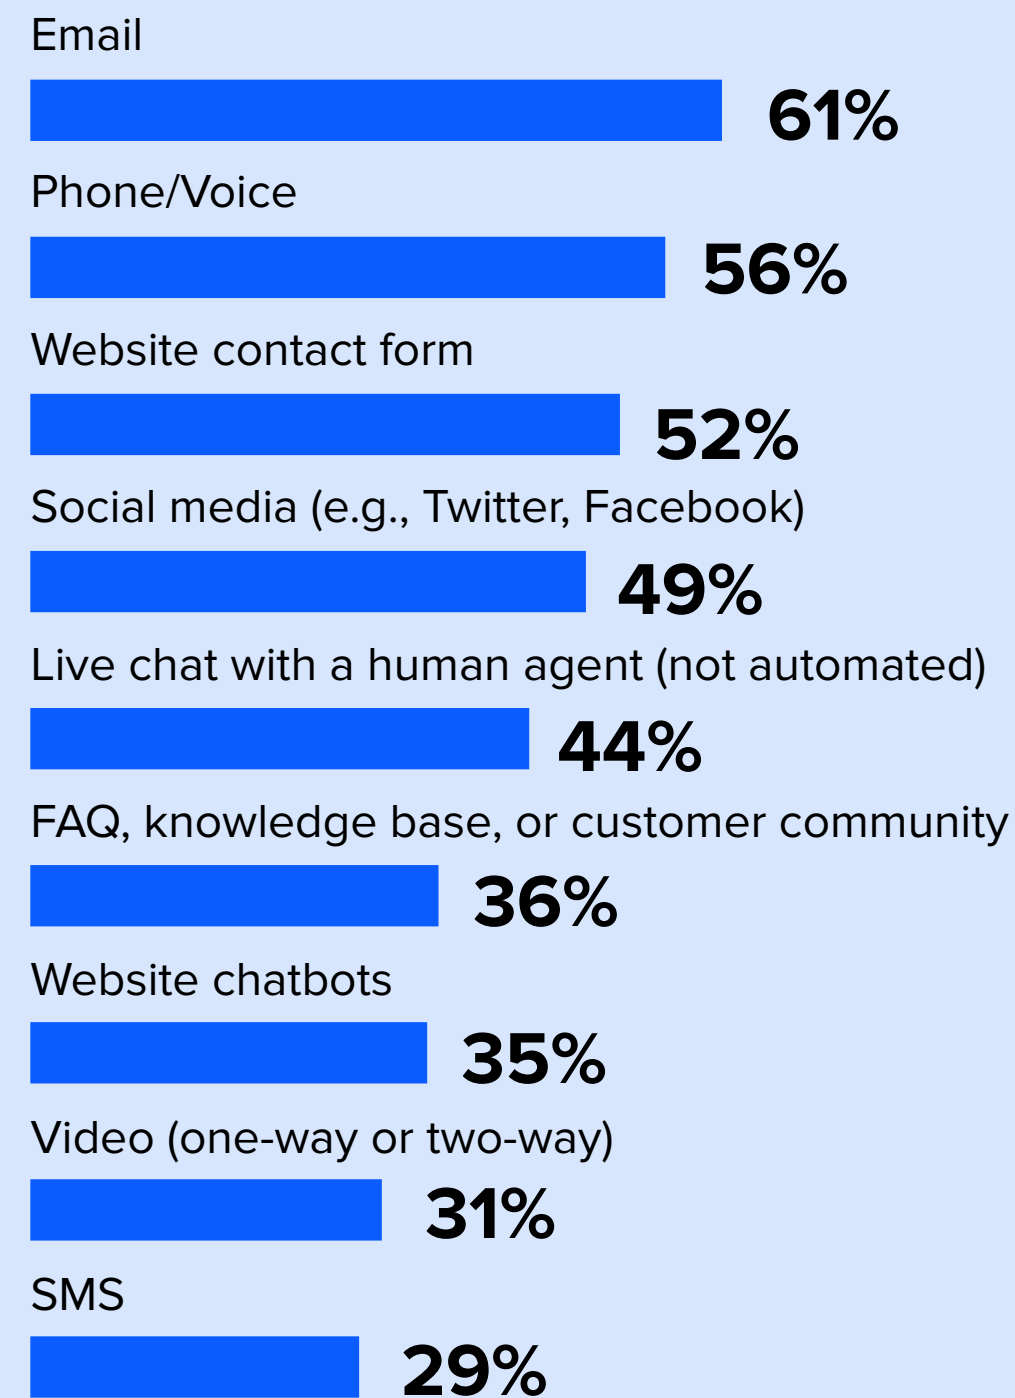 Email
61%
Phone/Voice
56%
Website contact form
52%
Social media (e.g., Twitter, Facebook)
49%
Live chat with a human agent (not automated)
44%
FAQ, knowledge base, or customer community
36%
Website chatbots
35%
Video (one-way or two-way)
31%
SMS
29%